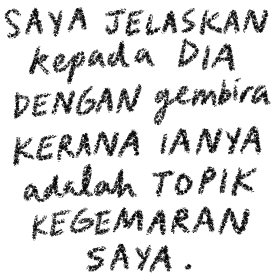 SAYA JELASKAN
kepada DIA
DENGAN gembira
KERANA IANYA
adalah TOPIK
KEGEMARAN
SAYA.